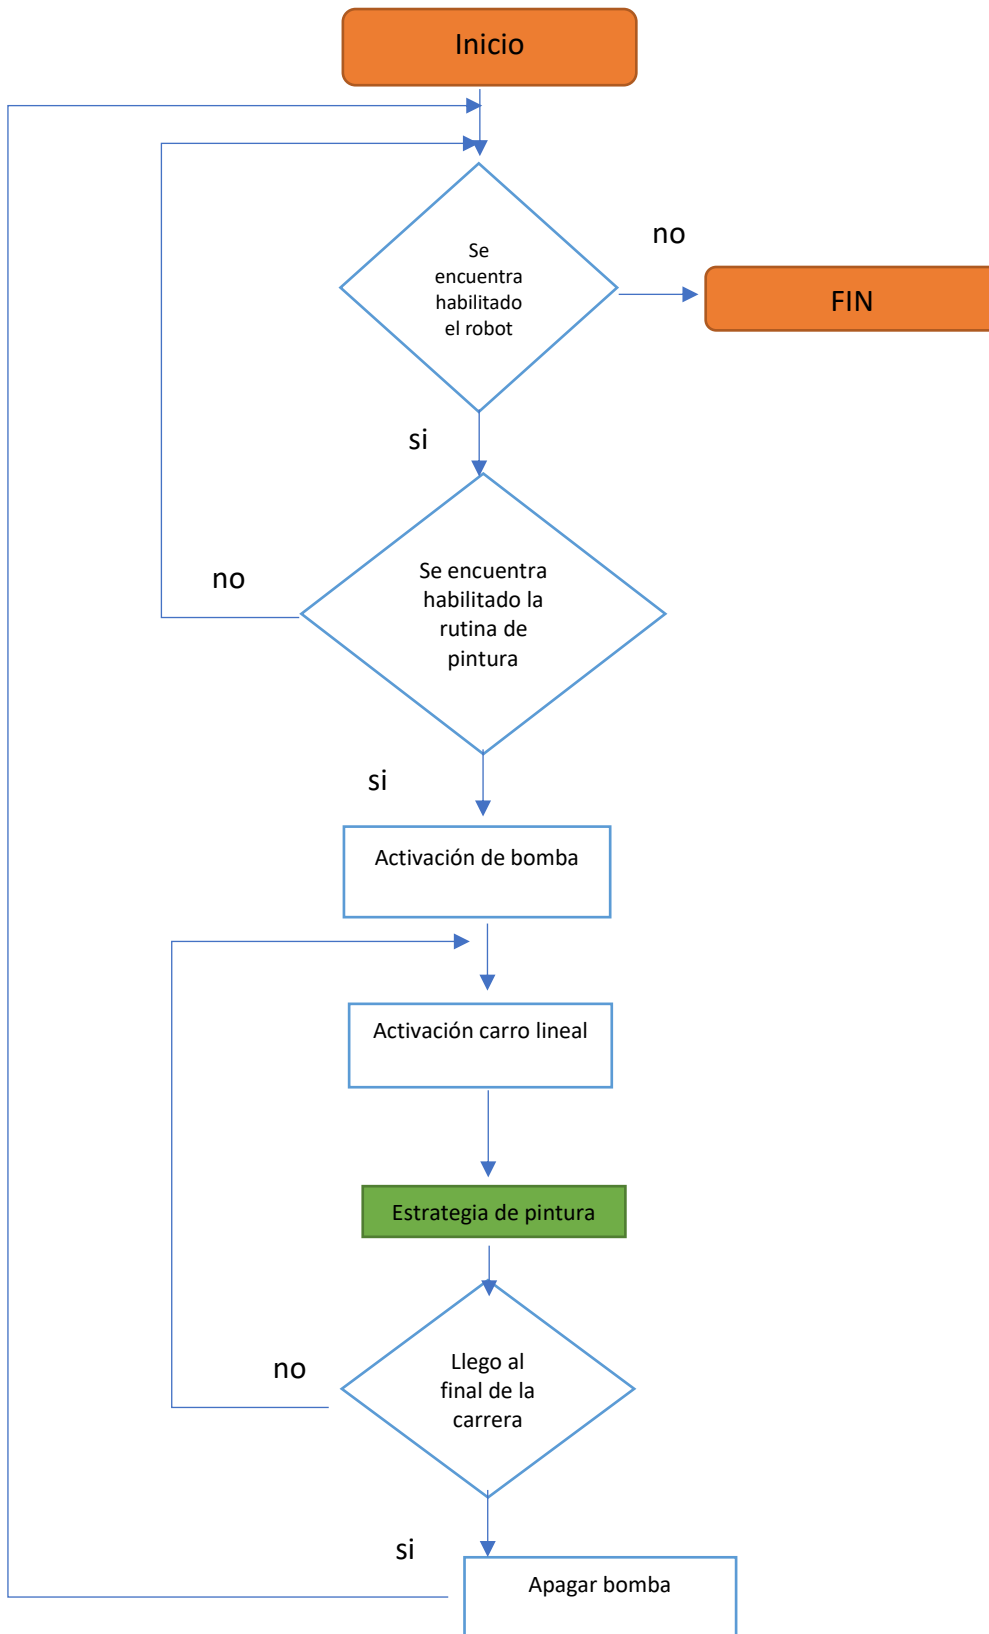 Inicio
no
Se
encuentra
habilitado
el robot
FIN
si
no
Se encuentra
habilitado la
rutina de
pintura
si
Activación de bomba
Activación carro lineal
Estrategia de pintura
no
Llego al
final de la
carrera
si
Apagar bomba